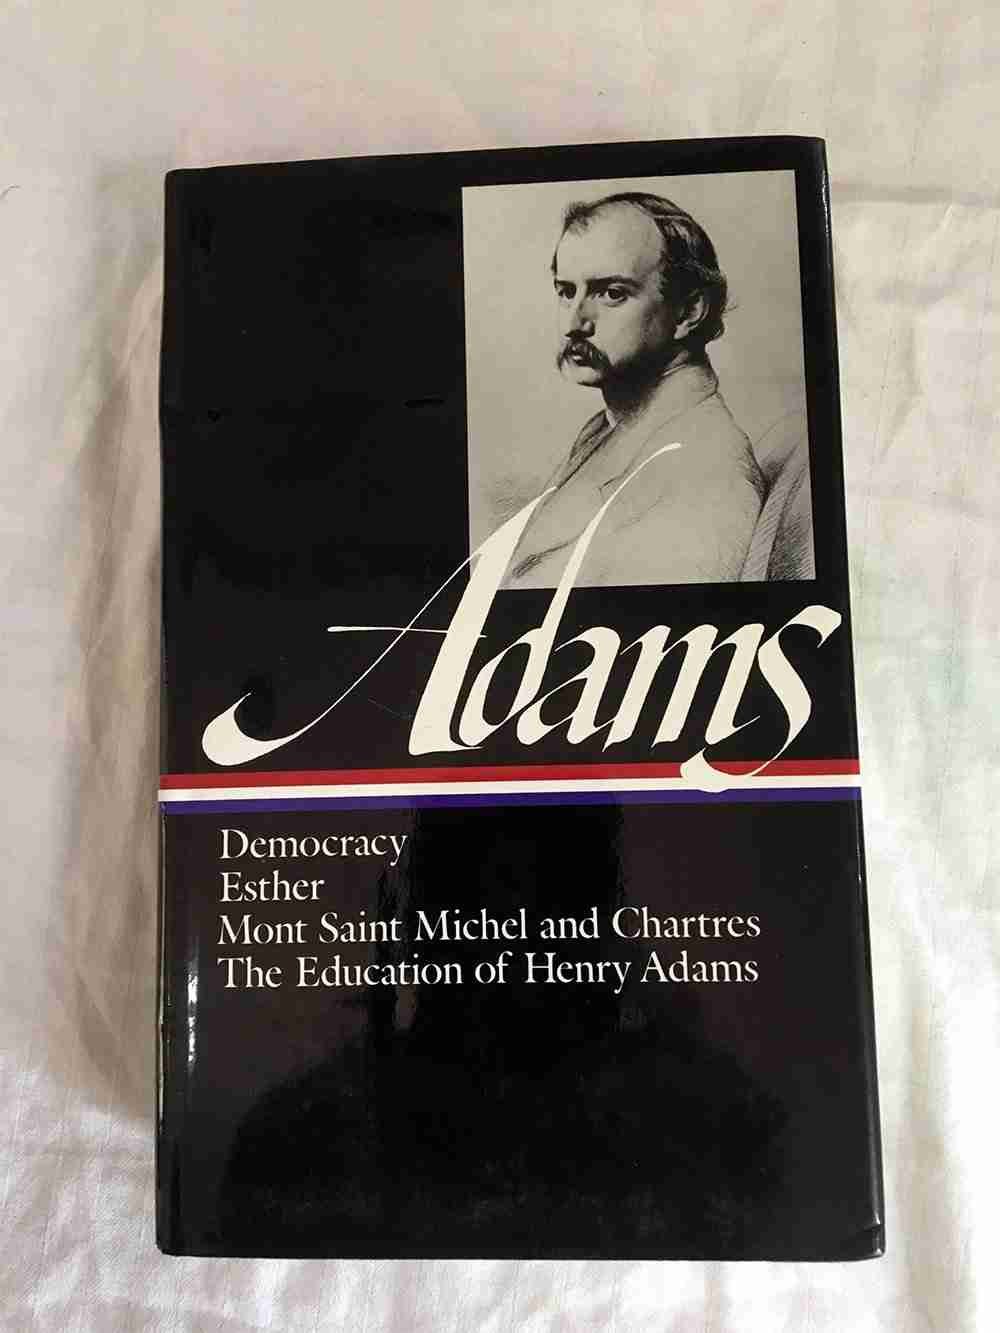 Adams
Democracy
Esther
Mont Saint Michel and Chartres
The Education of Henry Adams